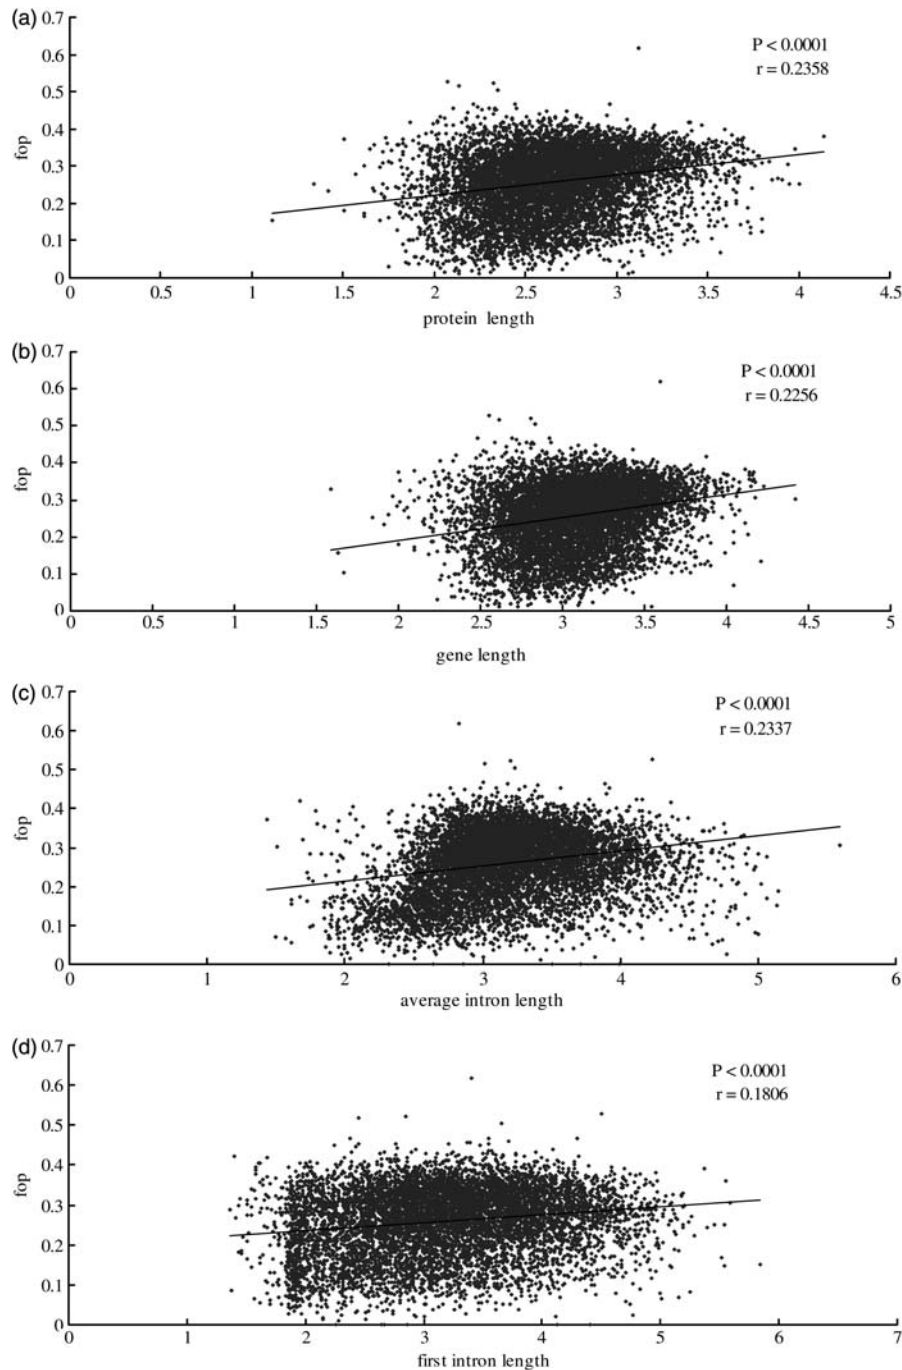 (a)
0.7
0.6
0.5
0.4
0.3
0.2
0.1
0
fop
P < 0.0001
r = 0.2358
0 0.5 1 1.5 2 2.5 3 3.5 4 4.5
protein length
(b)
0.7
0.6
0.5
0.4
0.3
0.2
0.1
0
fop
P < 0.0001
r = 0.2256
0 0.5 1 1.5 2 2.5 3 3.5 4 4.5 5
gene length
(c)
0.7
0.6
0.5
0.4
0.3
0.2
0.1
0
fop
P < 0.0001
r = 0.2337
0 1 2 3 4 5 6
average intron length
(d)
0.7
0.6
0.5
0.4
0.3
0.2
0.1
0
fop
P < 0.0001
r = 0.1806
0 1 2 3 4 5 6 7
first intron length